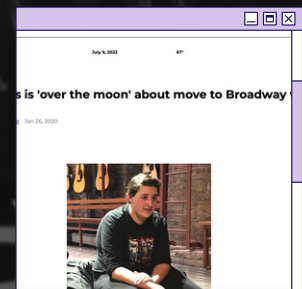 July 9, 2023 67°
s is 'over the moon' about move to Broadway
Jan 26, 2020